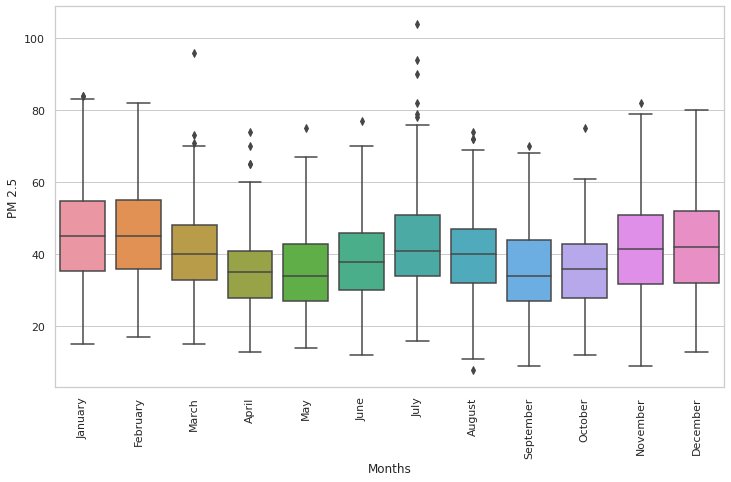 PM 2.5
100
80
60
40
20
January
February
March
April
May
June
July
August
September
October
November
December
Months